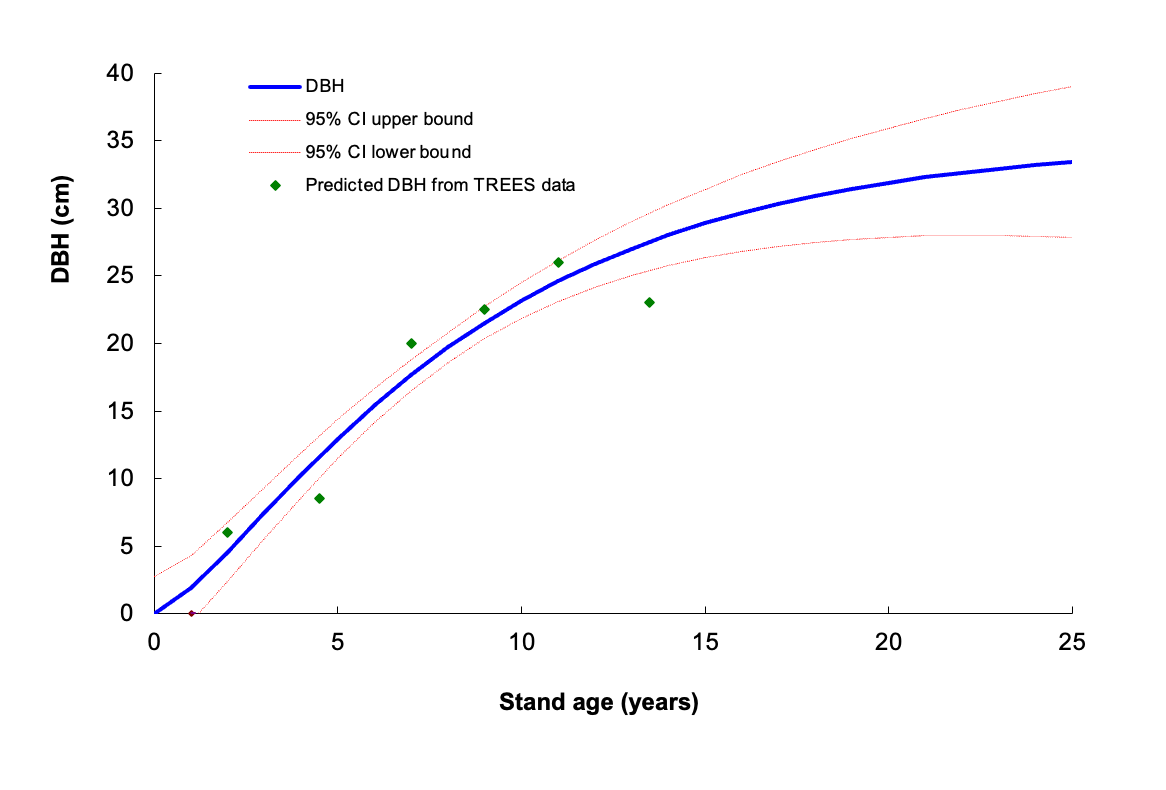 40
DBH
95% CI upper bound
35
95% CI lower bound
Predicted DBH from TREES data
30
DBH (cm)
25
20
15
10
5
0
0 5 10 15 20 25
Stand age (years)